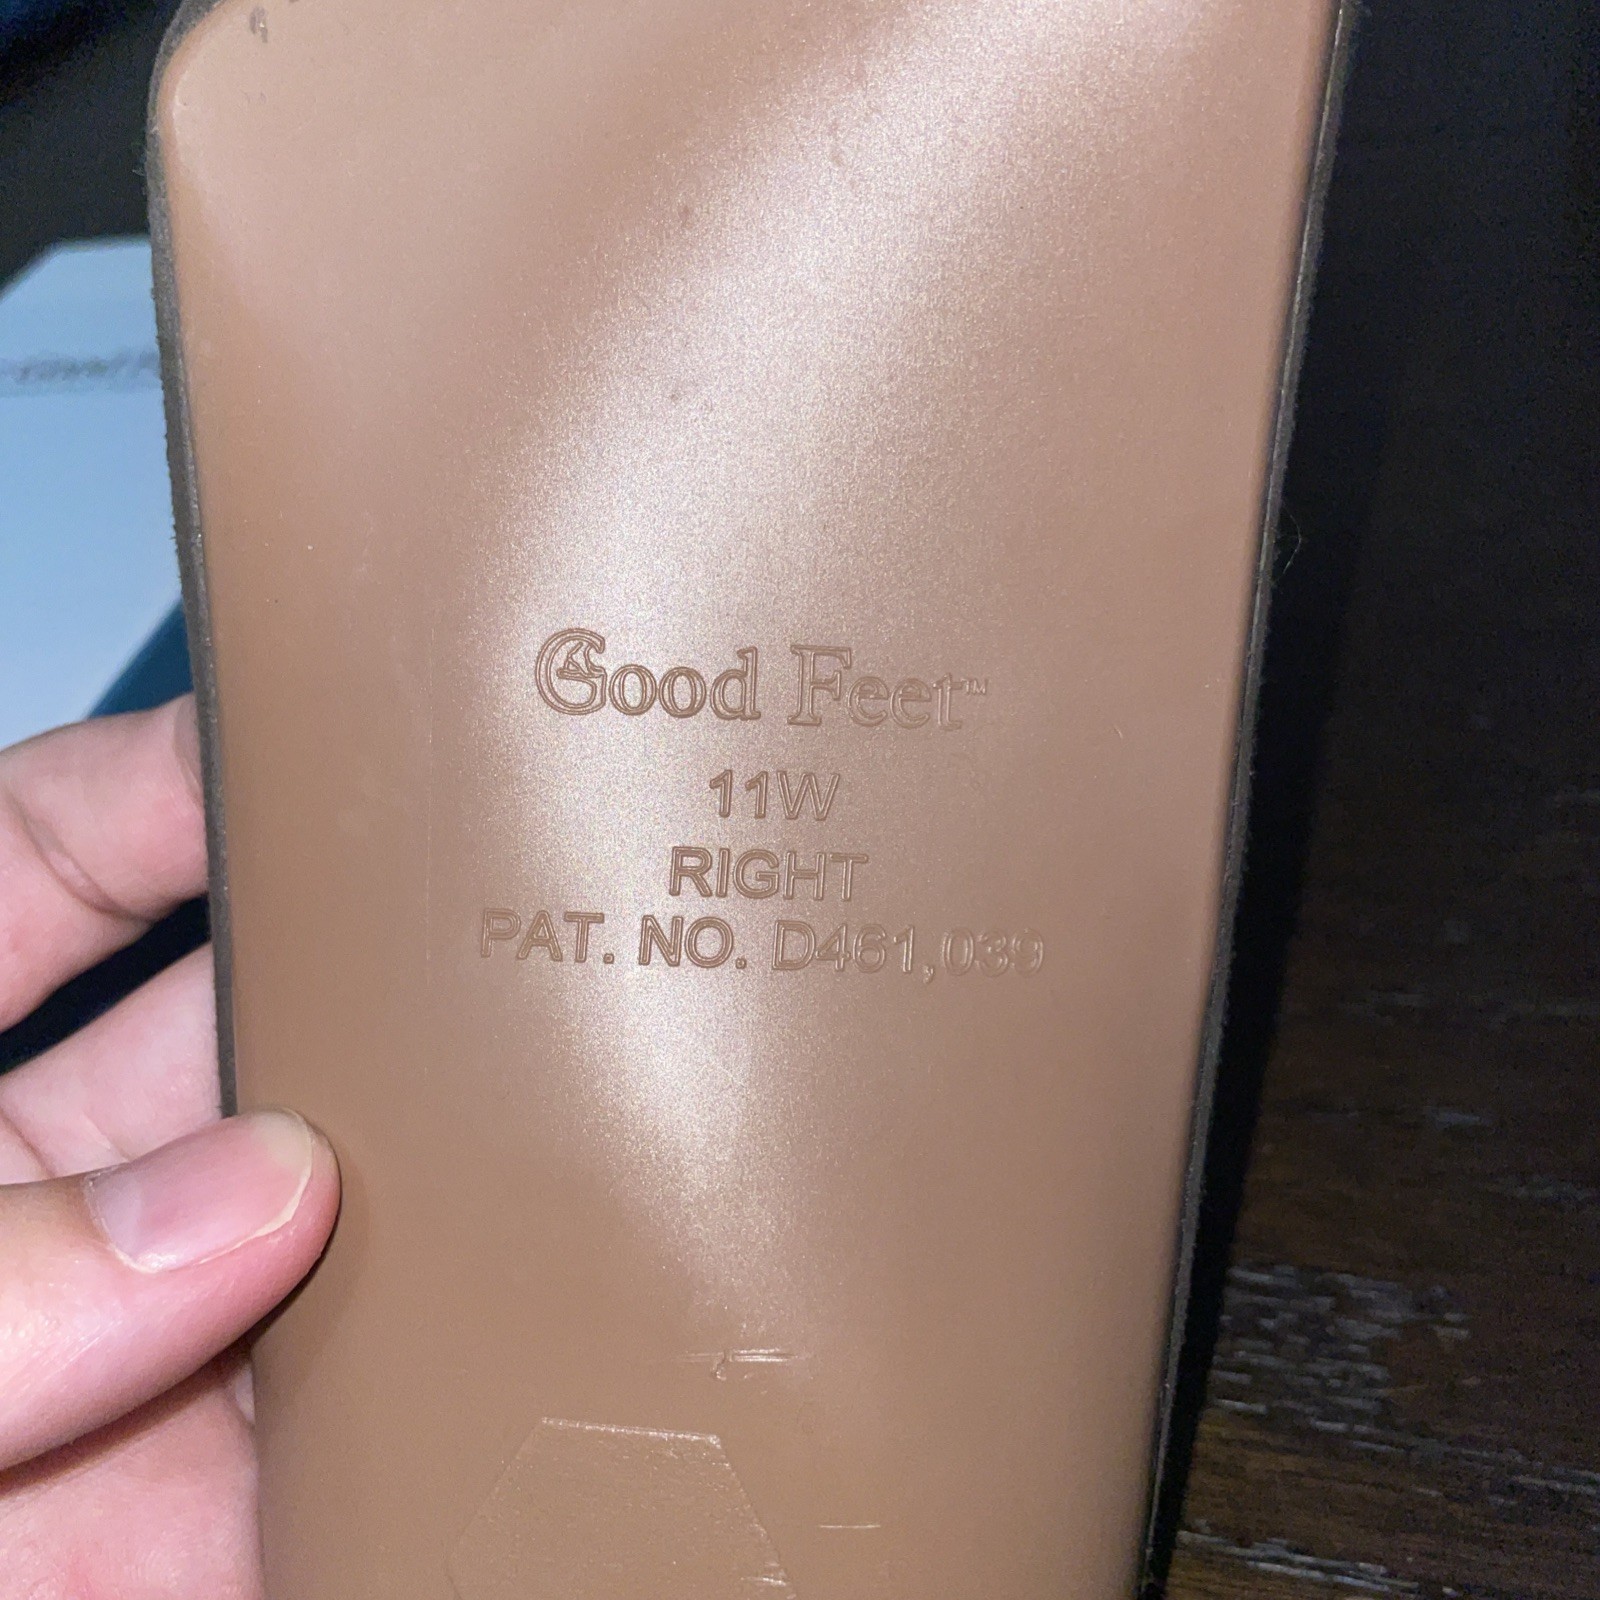 Good Feet™
11W
RIGHT
PAT. NO. D461,039